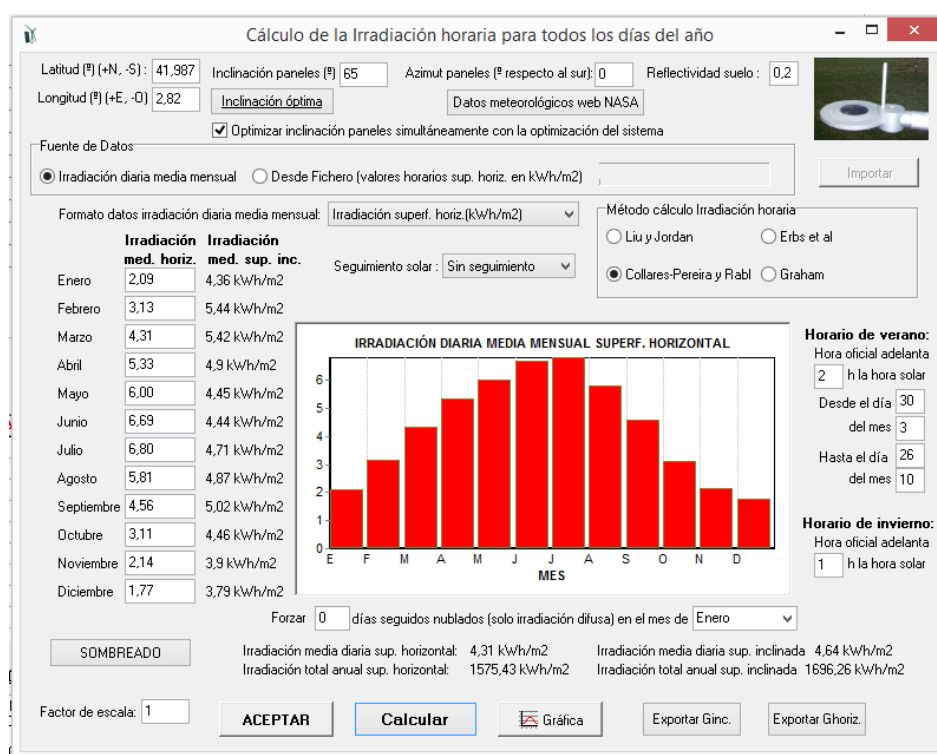 Cálculo de la Irradiación horaria para todos los días del año
Latitud (º) (+N, -S) : 41,987 Inclinación paneles (º) 65 Azimut paneles (º respecto al sur): 0 Reflectividad suelo : 0,2
Longitud (º) (+E, -O) 2,82 Inclinación óptima Datos meteorológicos web NASA
Optimizar inclinación paneles simultáneamente con la optimización del sistema
Fuente de Datos
Irradiación diaria media mensual Desde Fichero (valores horarios sup. horiz. en kWh/m2) Importar
Formato datos irradiación diaria media mensual: Irradiación superf. horiz.(kWh/m2)
Método cálculo Irradiación horaria
Liu y Jordan Erbs et al
Collares-Pereira y Rabl Graham
Seguimiento solar : Sin seguimiento
Irradiación Irradiación
med. horiz. med. sup. inc.
Enero 2,09 4,36 kWh/m2
Febrero 3,13 5,44 kWh/m2
Marzo 4,31 5,42 kWh/m2
Abril 5,33 4,9 kWh/m2
Mayo 6,00 4,45 kWh/m2
Junio 6,69 4,44 kWh/m2
Julio 6,80 4,71 kWh/m2
Agosto 5,81 4,87 kWh/m2
Septiembre 4,56 5,02 kWh/m2
Octubre 3,11 4,46 kWh/m2
Noviembre 2,14 3,9 kWh/m2
Diciembre 1,77 3,79 kWh/m2
IRRADIACIÓN DIARIA MEDIA MENSUAL SUPERF. HORIZONTAL
6
5
4
3
2
1
0
E F M A M J J A S O N D
MES
Horario de verano:
Hora oficial adelanta
2 h la hora solar
Desde el día 30
del mes 3
Hasta el día 26
del mes 10
Horario de invierno:
Hora oficial adelanta
1 h la hora solar
Forzar 0 días seguidos nublados (solo irradiación difusa) en el mes de Enero
SOMBREADO
Irradiación media diaria sup. horizontal: 4,31 kWh/m2 Irradiación media diaria sup. inclinada 4,64 kWh/m2
Irradiación total anual sup. horizontal: 1575,43 kWh/m2 Irradiación total anual sup. inclinada 1696,26 kWh/m2
Factor de escala: 1 ACEPTAR Calcular Gráfica Exportar Ginc. Exportar Ghoriz.